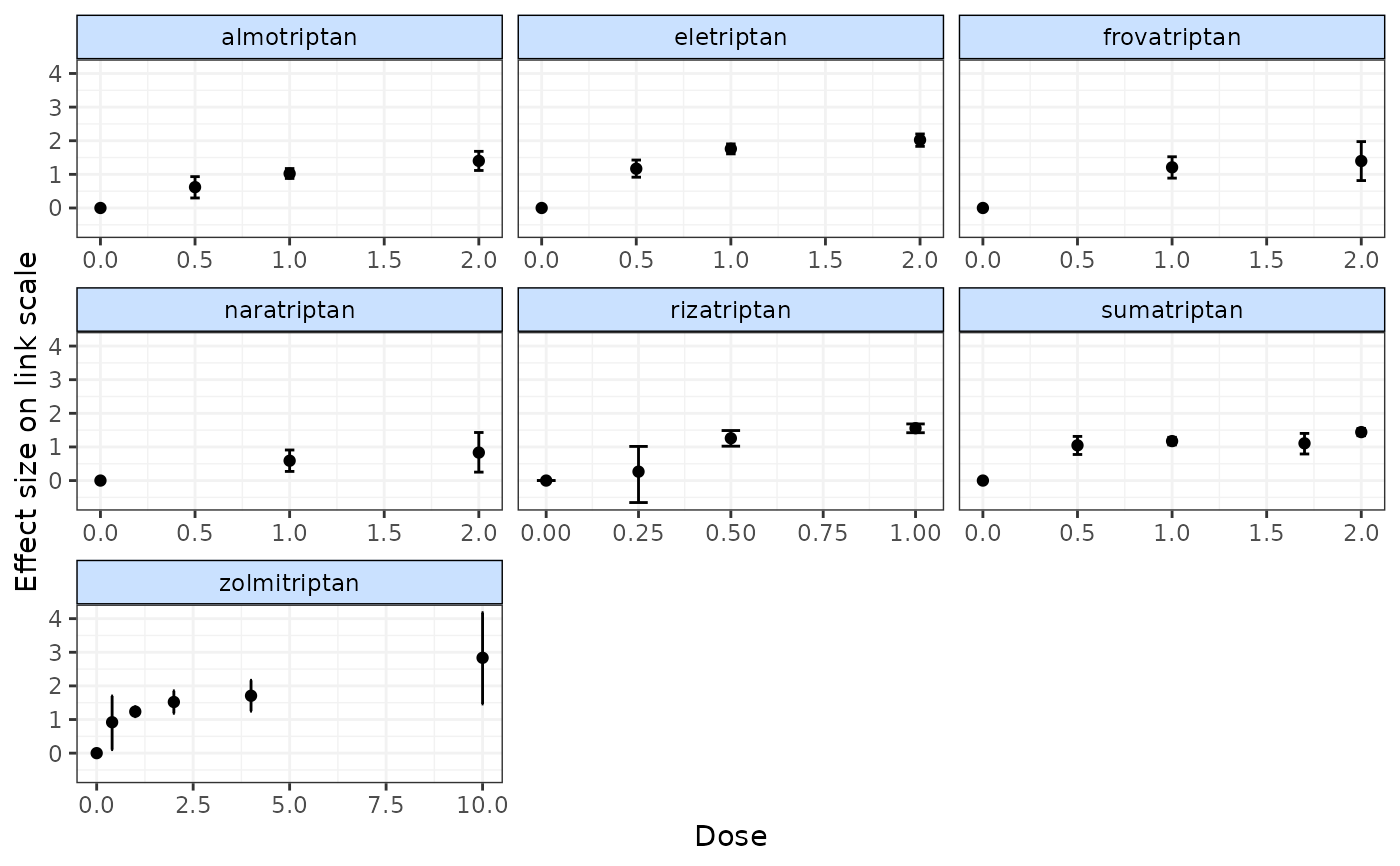 almotriptan eletriptan frovatriptan
4
3
2
1
0
0.0 0.5 1.0 1.5 2.0 0.0 0.5 1.0 1.5 2.0 0.0 0.5 1.0 1.5 2.0
naratriptan rizatriptan sumatriptan
4
3
2
1
0
0.0 0.5 1.0 1.5 2.0 0.00 0.25 0.50 0.75 1.00 0.0 0.5 1.0 1.5 2.0
zolmitriptan
4
3
2
1
0
0.0 2.5 5.0 7.5 10.0
Effect size on link scale
Dose